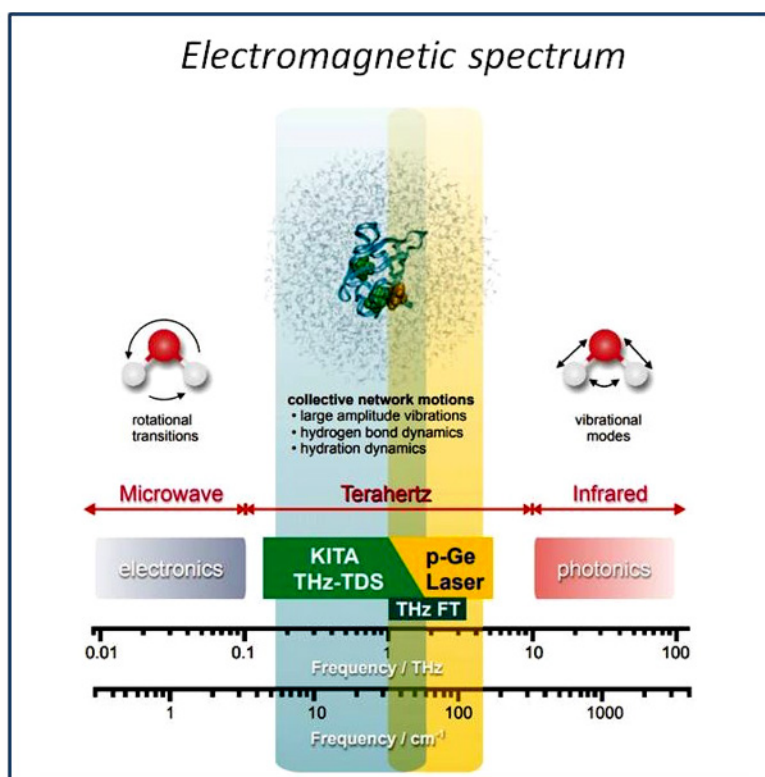 Electromagnetic spectrum
rotational
transitions
collective network motions
• large amplitude vibrations
• hydrogen bond dynamics
• hydration dynamics
vibrational
modes
Microwave
Terahertz
Infrared
electronics
KITA
THz-TDS
p-Ge
Laser
THz FT
photonics
0.01 0.1 1 10 100
Frequency / THz
1 10 100 1000
Frequency / cm⁻¹